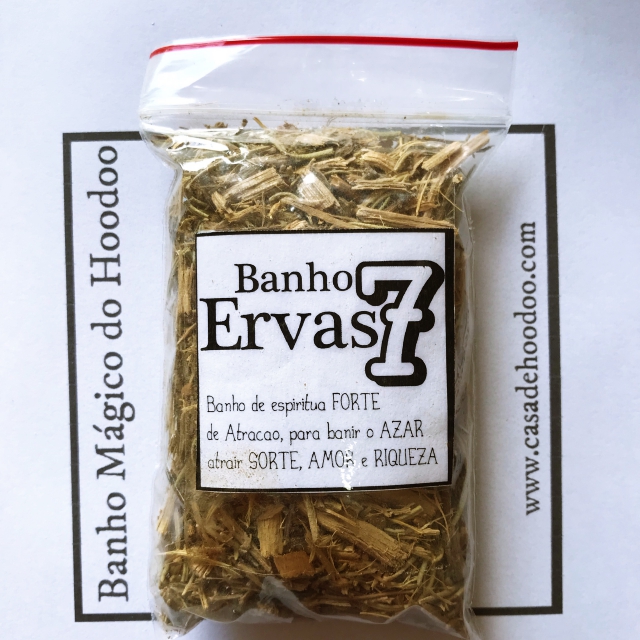 Banho Mágico do Hoodoo
Banho 7
Ervas
Banho de espiritua FORTE
de Atracao, para banir o AZAR
atrair SORTE, AMOR e RIQUEZA
www.casadehoodoo.com